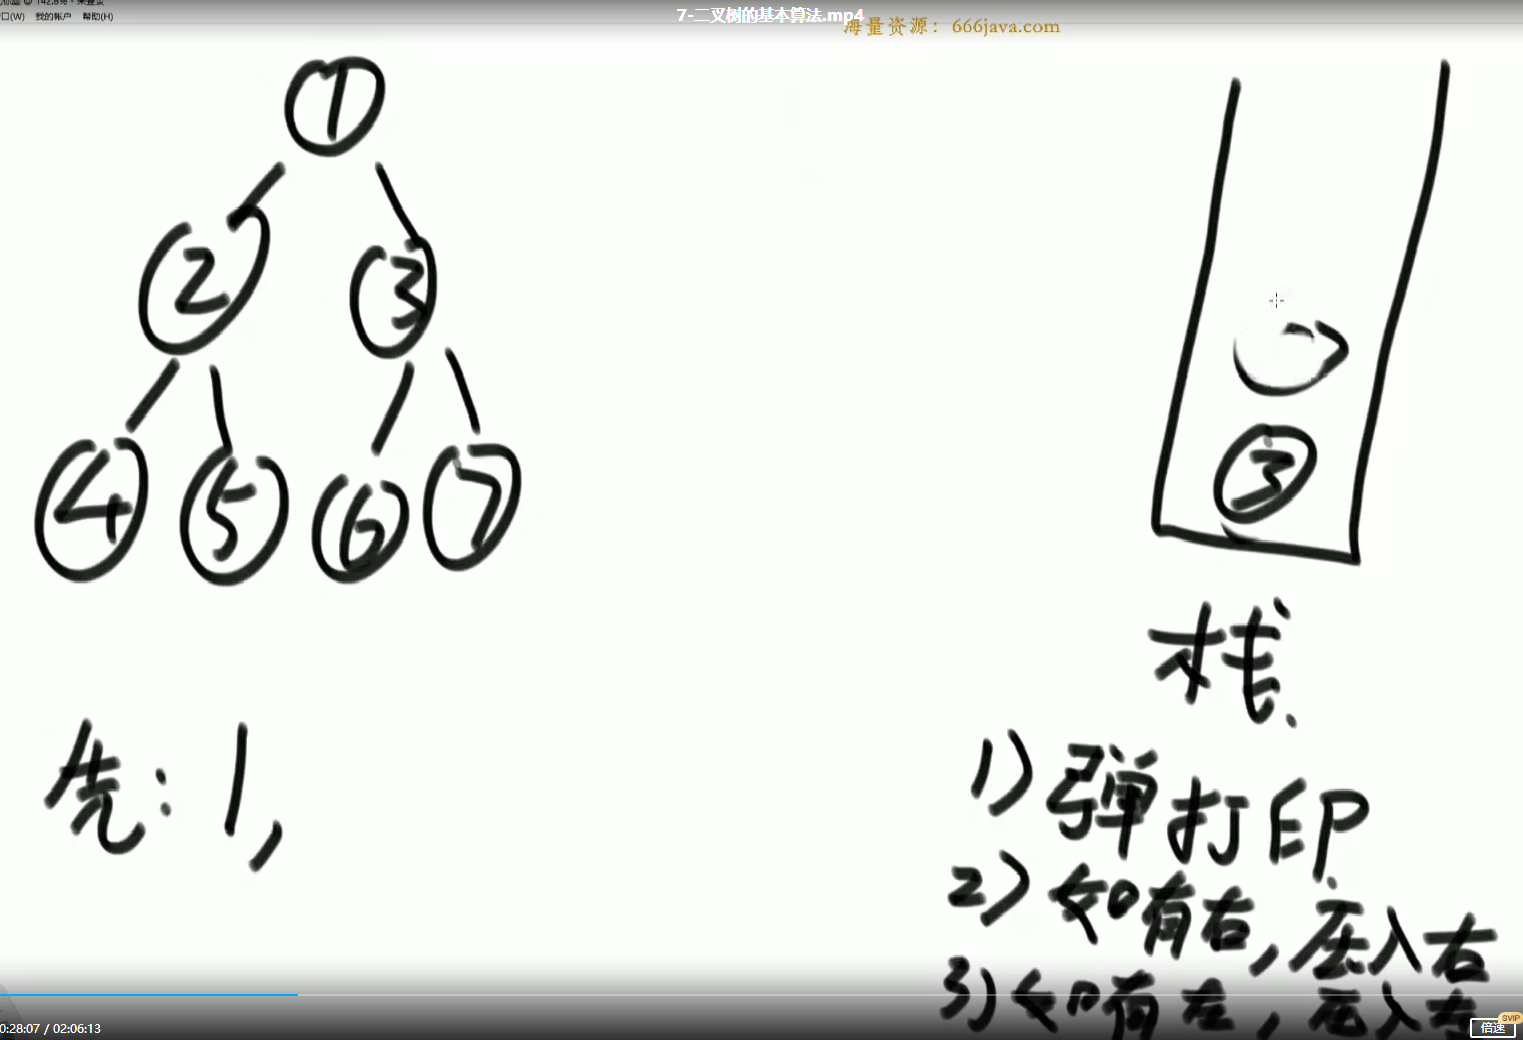 口(W) 我的帐户 帮助(H)
7-二叉树的基本算法.mp4
海量资源：666java.com
1
2 3
4 5 6 7
3
栈.
先: 1,
1) 弹打印.
2) 如有右, 压入右
3) 如有左, 压入左
0:28:07 / 02:06:13
SVIP
倍速